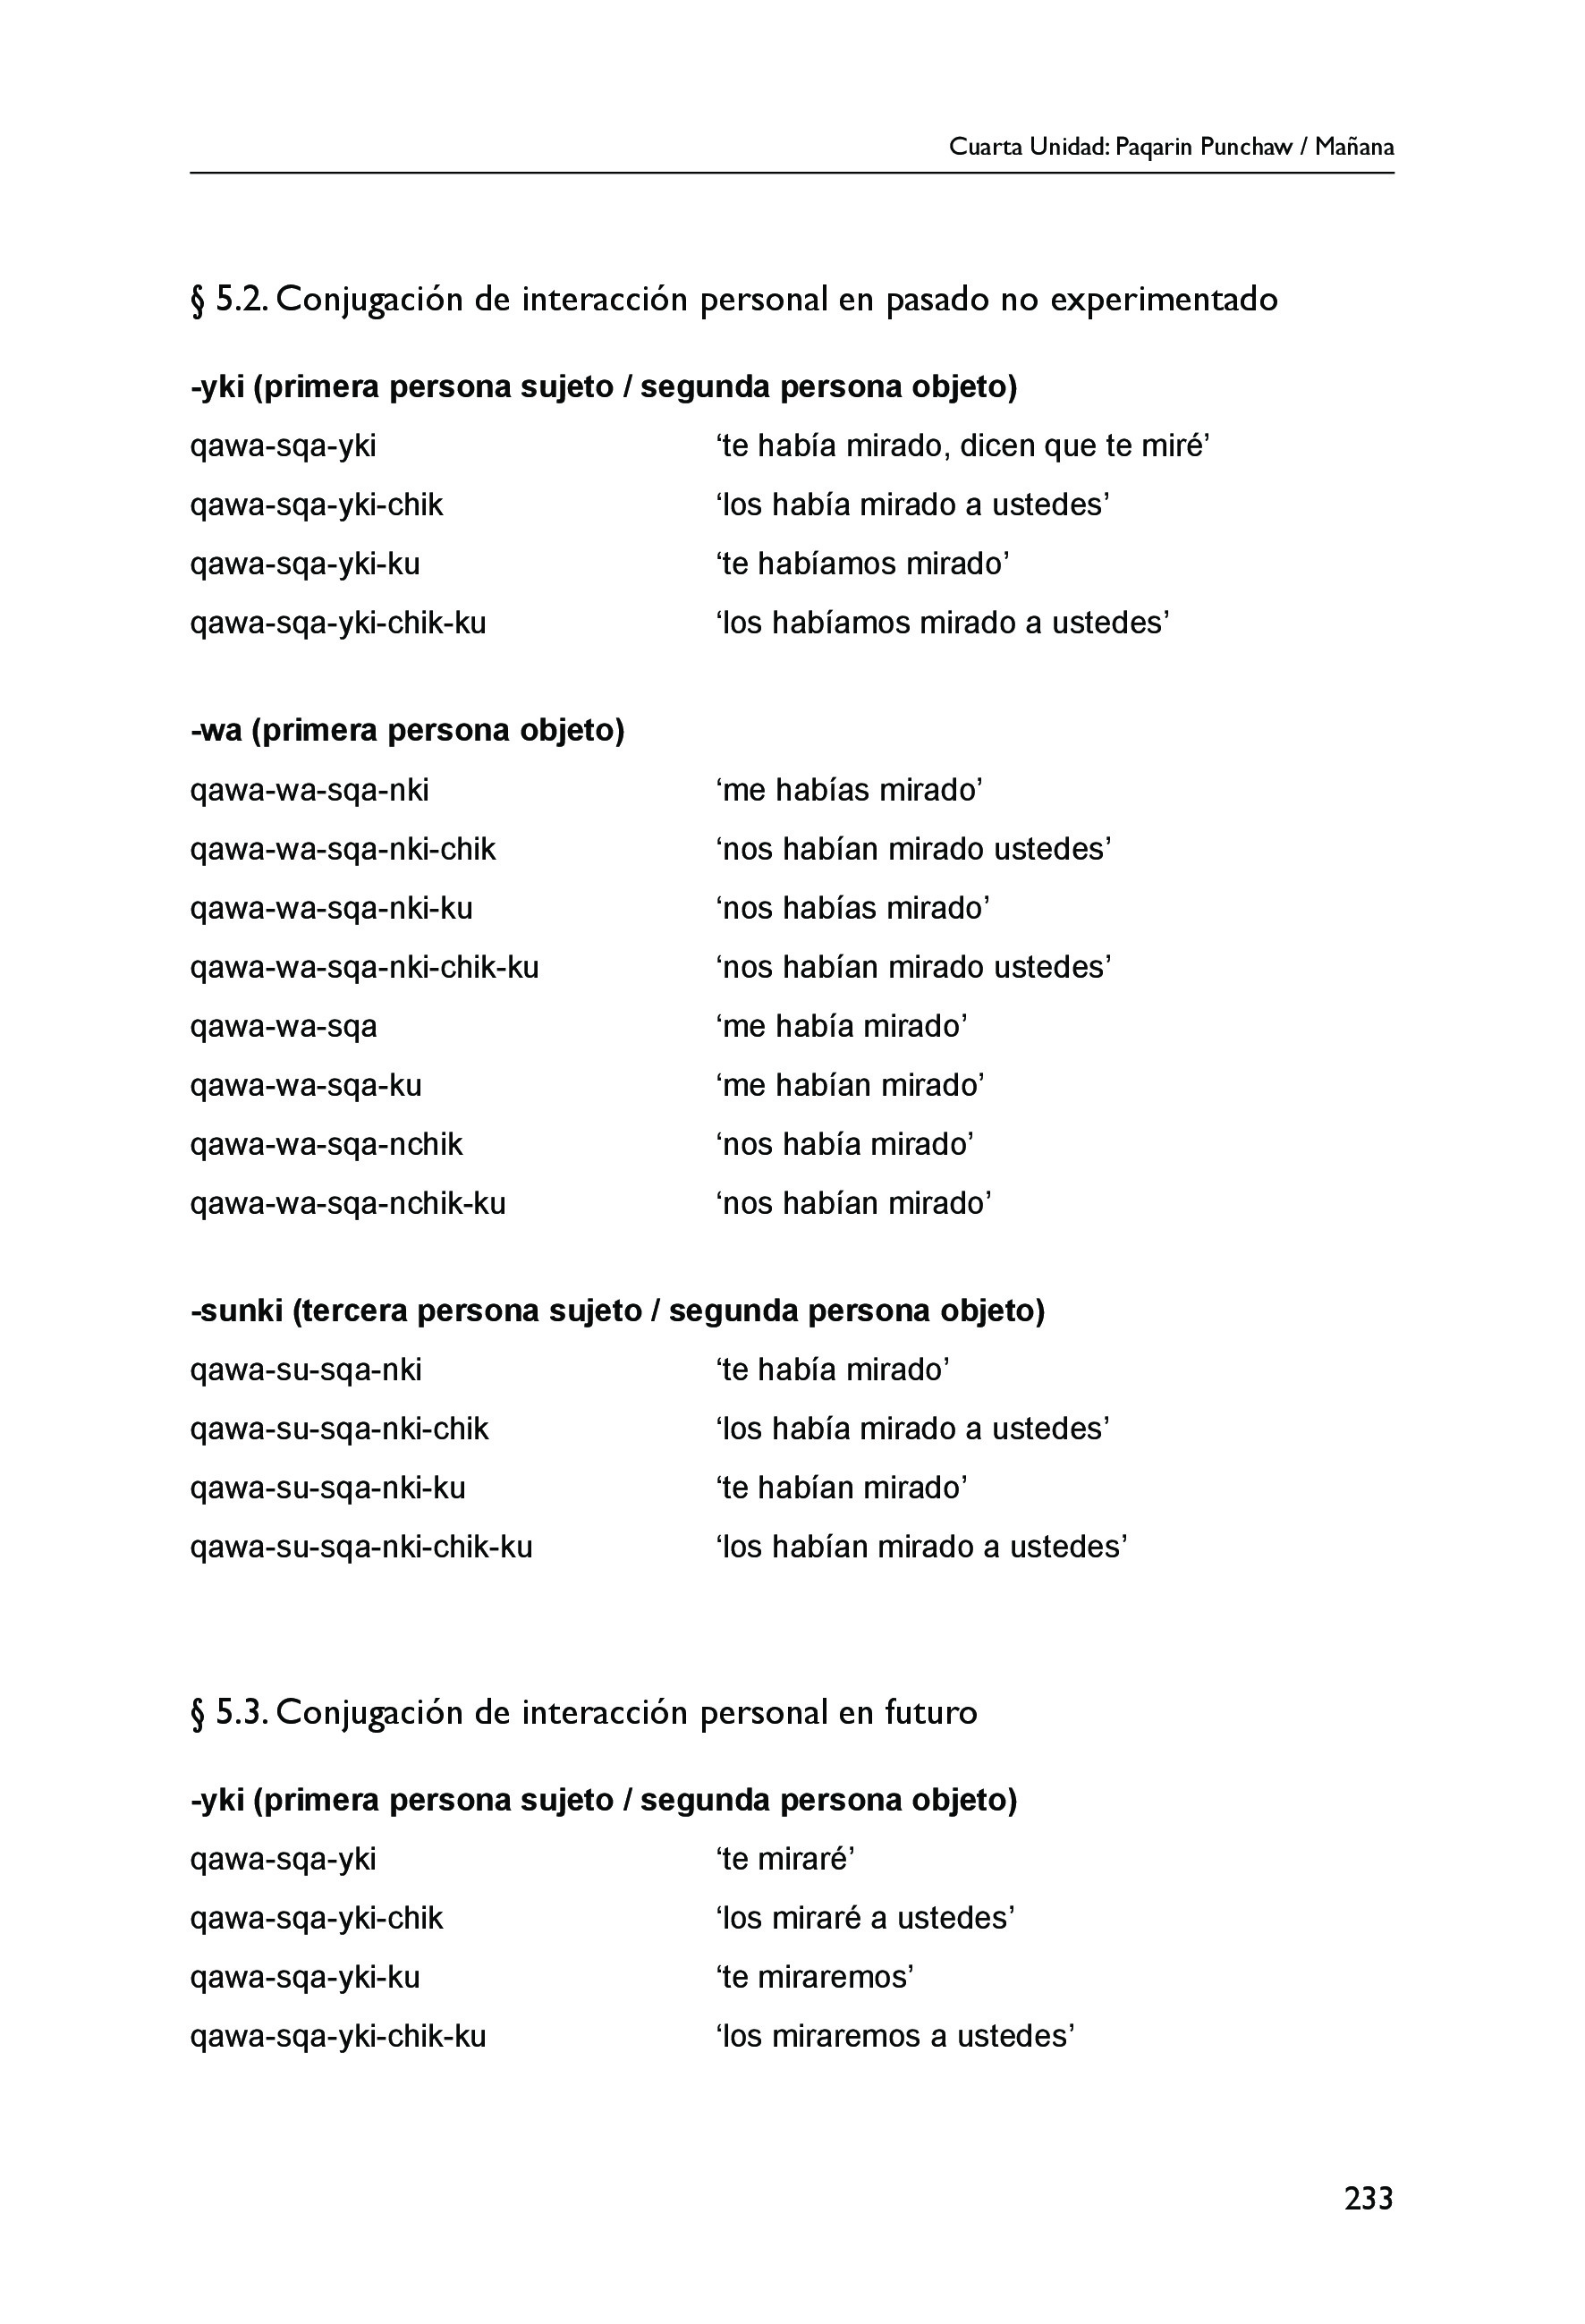 Cuarta Unidad: Paqarin Punchaw / Mañana
§ 5.2. Conjugación de interacción personal en pasado no experimentado
-yki (primera persona sujeto / segunda persona objeto)
qawa-sqa-yki ‘te había mirado, dicen que te miré’
qawa-sqa-yki-chik ‘los había mirado a ustedes’
qawa-sqa-yki-ku ‘te habíamos mirado’
qawa-sqa-yki-chik-ku ‘los habíamos mirado a ustedes’
-wa (primera persona objeto)
qawa-wa-sqa-nki ‘me habías mirado’
qawa-wa-sqa-nki-chik ‘nos habían mirado ustedes’
qawa-wa-sqa-nki-ku ‘nos habías mirado’
qawa-wa-sqa-nki-chik-ku ‘nos habían mirado ustedes’
qawa-wa-sqa ‘me había mirado’
qawa-wa-sqa-ku ‘me habían mirado’
qawa-wa-sqa-nchik ‘nos había mirado’
qawa-wa-sqa-nchik-ku ‘nos habían mirado’
-sunki (tercera persona sujeto / segunda persona objeto)
qawa-su-sqa-nki ‘te había mirado’
qawa-su-sqa-nki-chik ‘los había mirado a ustedes’
qawa-su-sqa-nki-ku ‘te habían mirado’
qawa-su-sqa-nki-chik-ku ‘los habían mirado a ustedes’
§ 5.3. Conjugación de interacción personal en futuro
-yki (primera persona sujeto / segunda persona objeto)
qawa-sqa-yki ‘te miraré’
qawa-sqa-yki-chik ‘los miraré a ustedes’
qawa-sqa-yki-ku ‘te miraremos’
qawa-sqa-yki-chik-ku ‘los miraremos a ustedes’
233